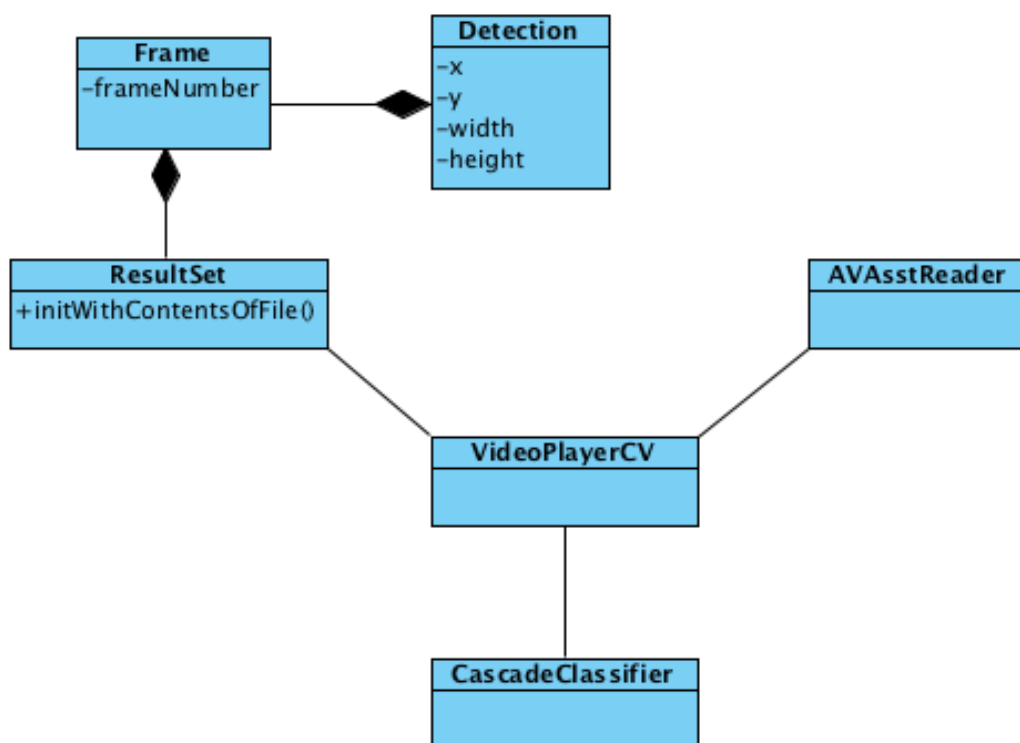 Frame
-frameNumber
Detection
-x
-y
-width
-height
ResultSet
+initWithContentsOfFile()
AVAsstReader
VideoPlayerCV
CascadeClassifier